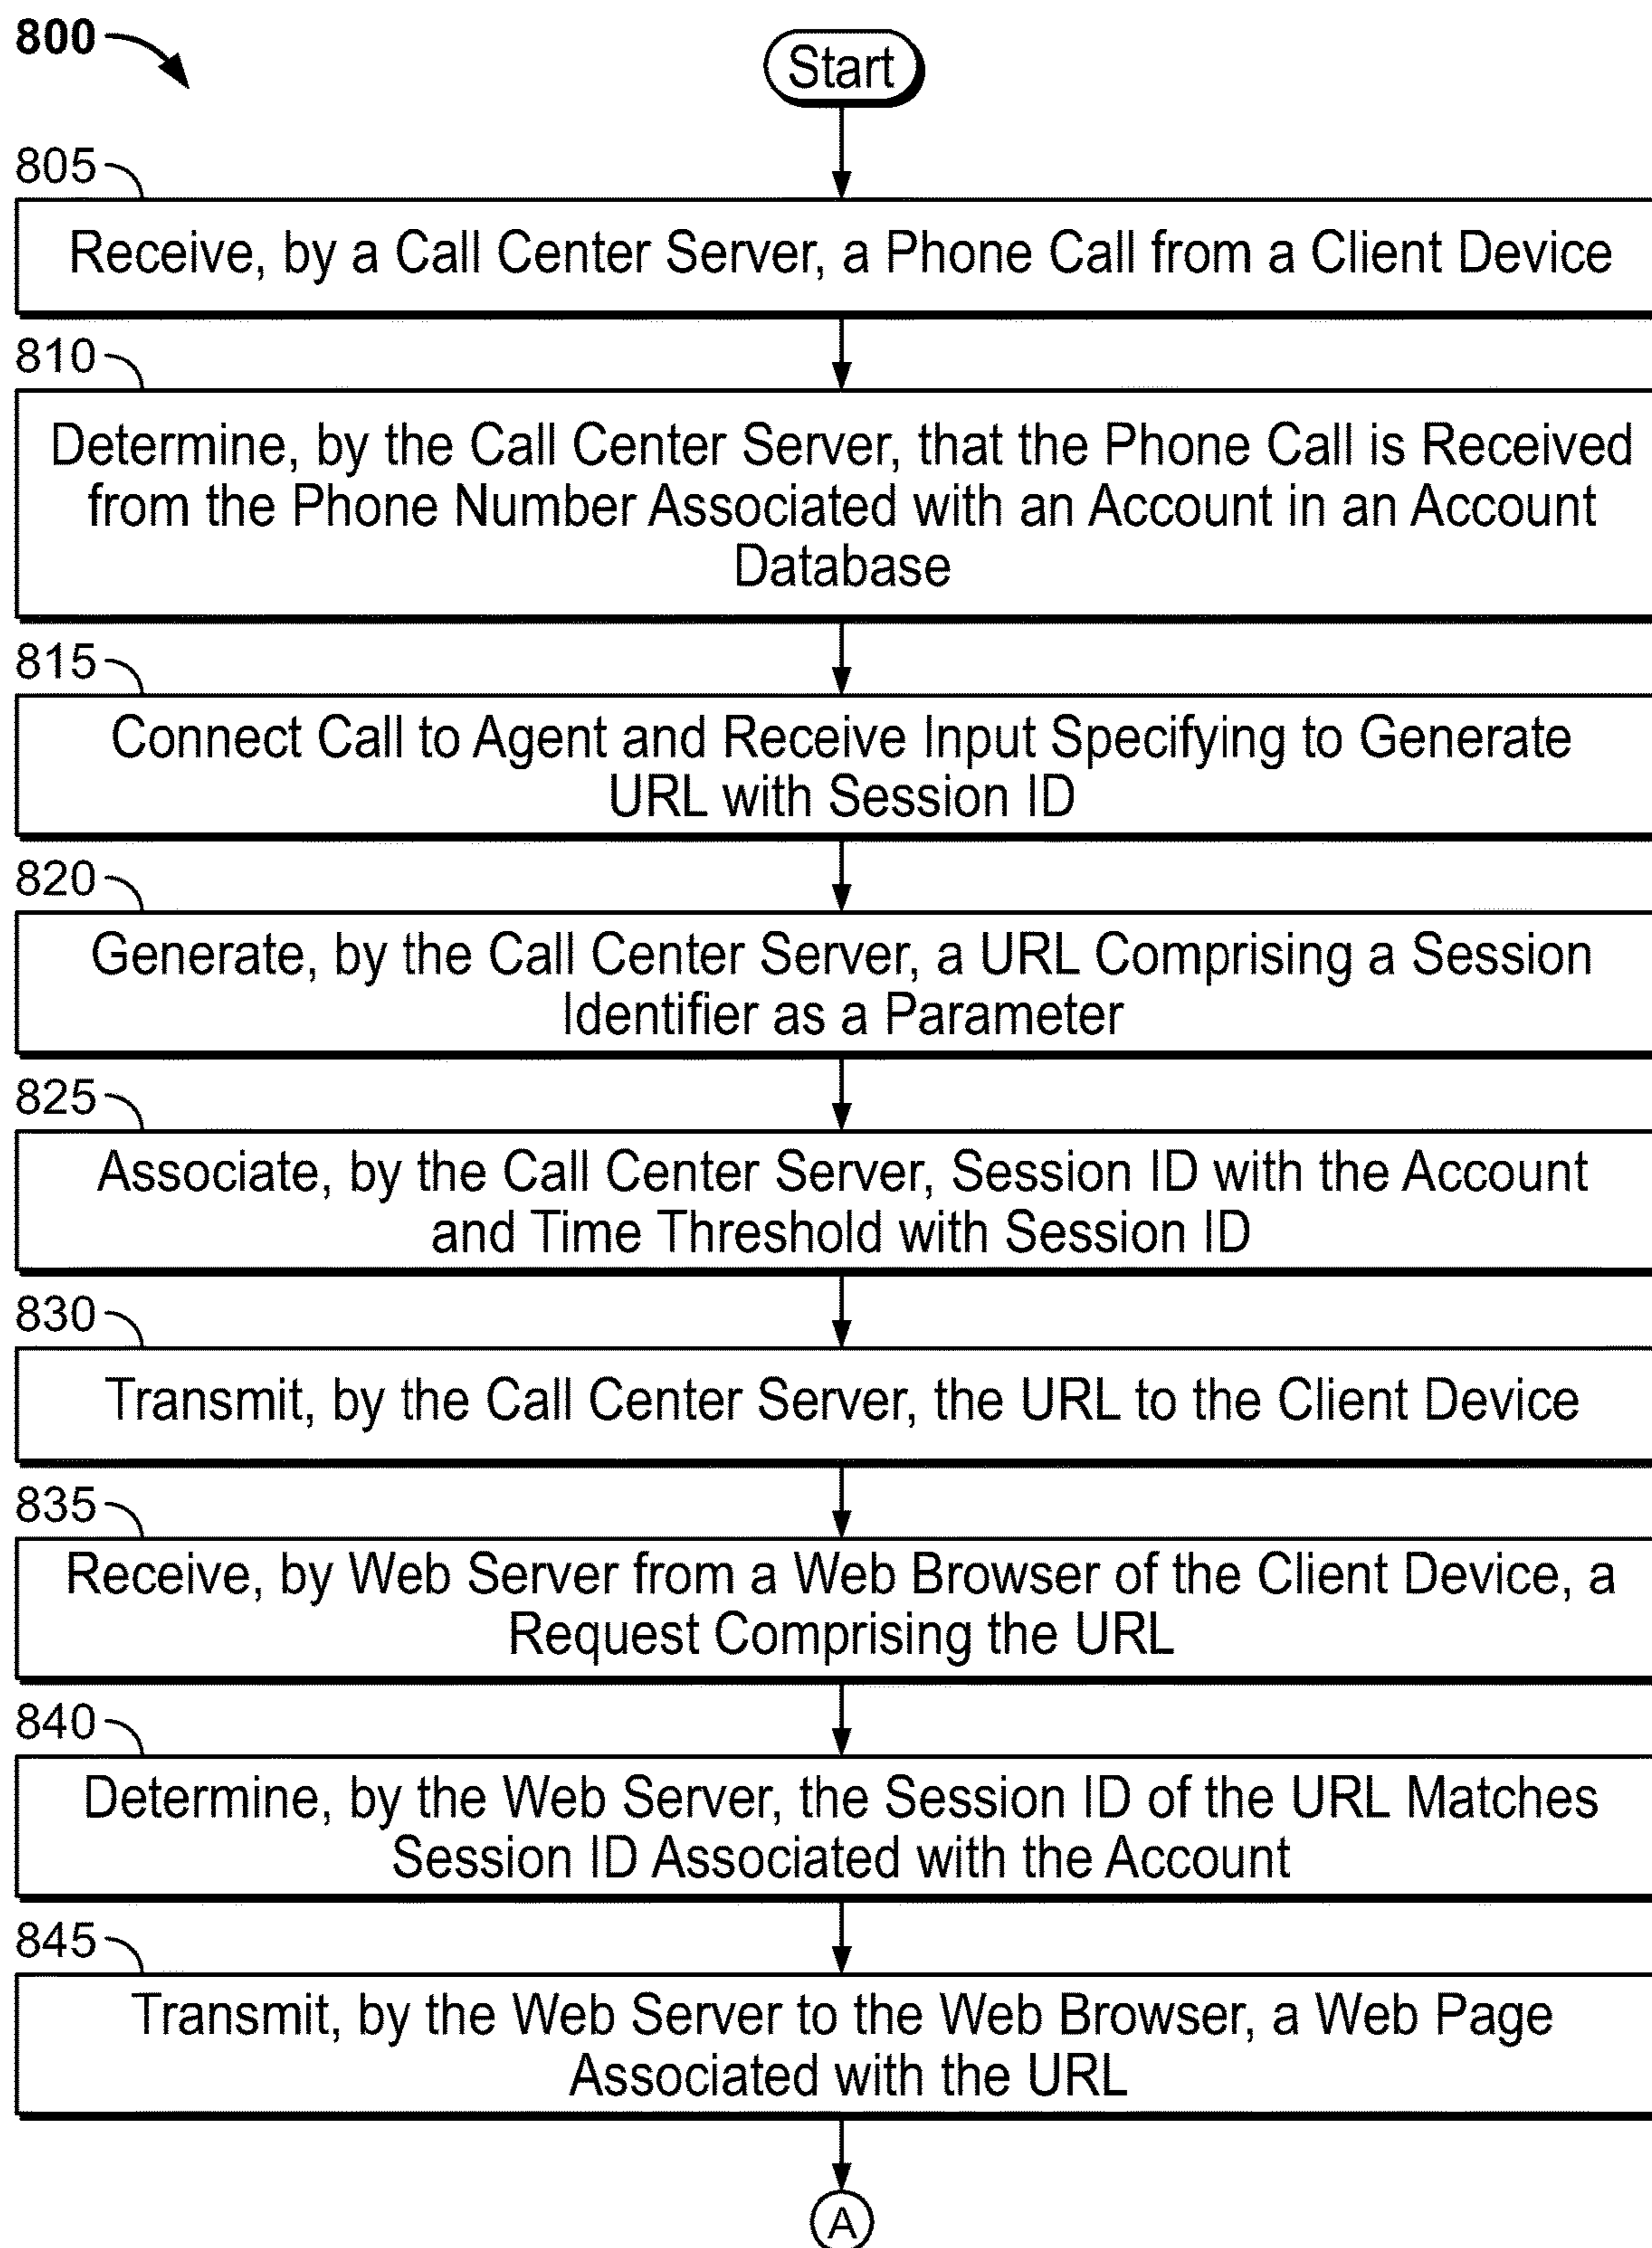 800
Start
805
Receive, by a Call Center Server, a Phone Call from a Client Device
810
Determine, by the Call Center Server, that the Phone Call is Received
from the Phone Number Associated with an Account in an Account
Database
815
Connect Call to Agent and Receive Input Specifying to Generate
URL with Session ID
820
Generate, by the Call Center Server, a URL Comprising a Session
Identifier as a Parameter
825
Associate, by the Call Center Server, Session ID with the Account
and Time Threshold with Session ID
830
Transmit, by the Call Center Server, the URL to the Client Device
835
Receive, by Web Server from a Web Browser of the Client Device, a
Request Comprising the URL
840
Determine, by the Web Server, the Session ID of the URL Matches
Session ID Associated with the Account
845
Transmit, by the Web Server to the Web Browser, a Web Page
Associated with the URL
A